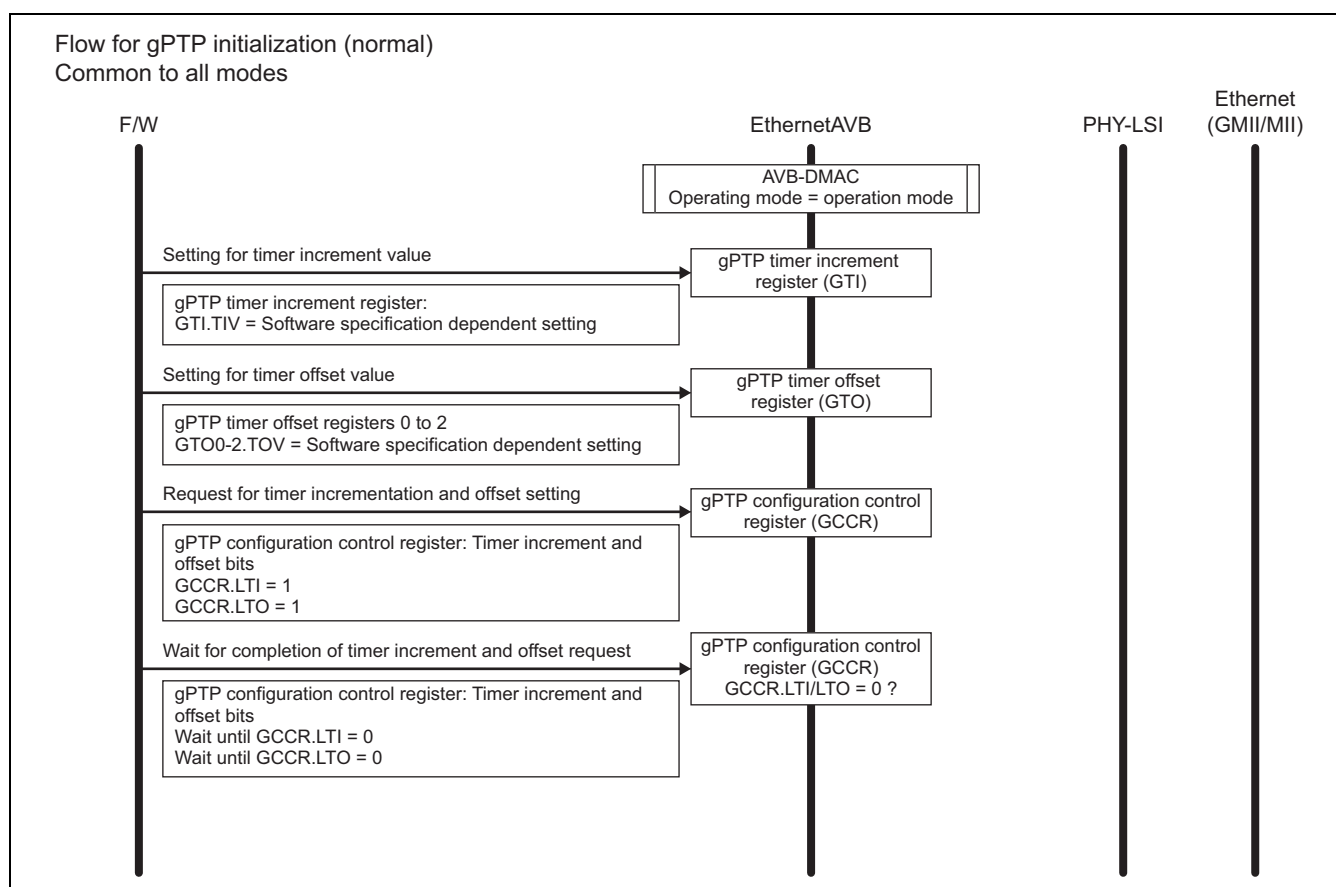 Flow for gPTP initialization (normal)
Common to all modes
F/W
EthernetAVB
PHY-LSI
Ethernet
(GMII/MII)
AVB-DMAC
Operating mode = operation mode
Setting for timer increment value
gPTP timer increment
register (GTI)
gPTP timer increment register:
GTI.TIV = Software specification dependent setting
Setting for timer offset value
gPTP timer offset
register (GTO)
gPTP timer offset registers 0 to 2
GTO0-2.TOV = Software specification dependent setting
Request for timer incrementation and offset setting
gPTP configuration control
register (GCCR)
gPTP configuration control register: Timer increment and
offset bits
GCCR.LTI = 1
GCCR.LTO = 1
Wait for completion of timer increment and offset request
gPTP configuration control
register (GCCR)
GCCR.LTI/LTO = 0 ?
gPTP configuration control register: Timer increment and
offset bits
Wait until GCCR.LTI = 0
Wait until GCCR.LTO = 0